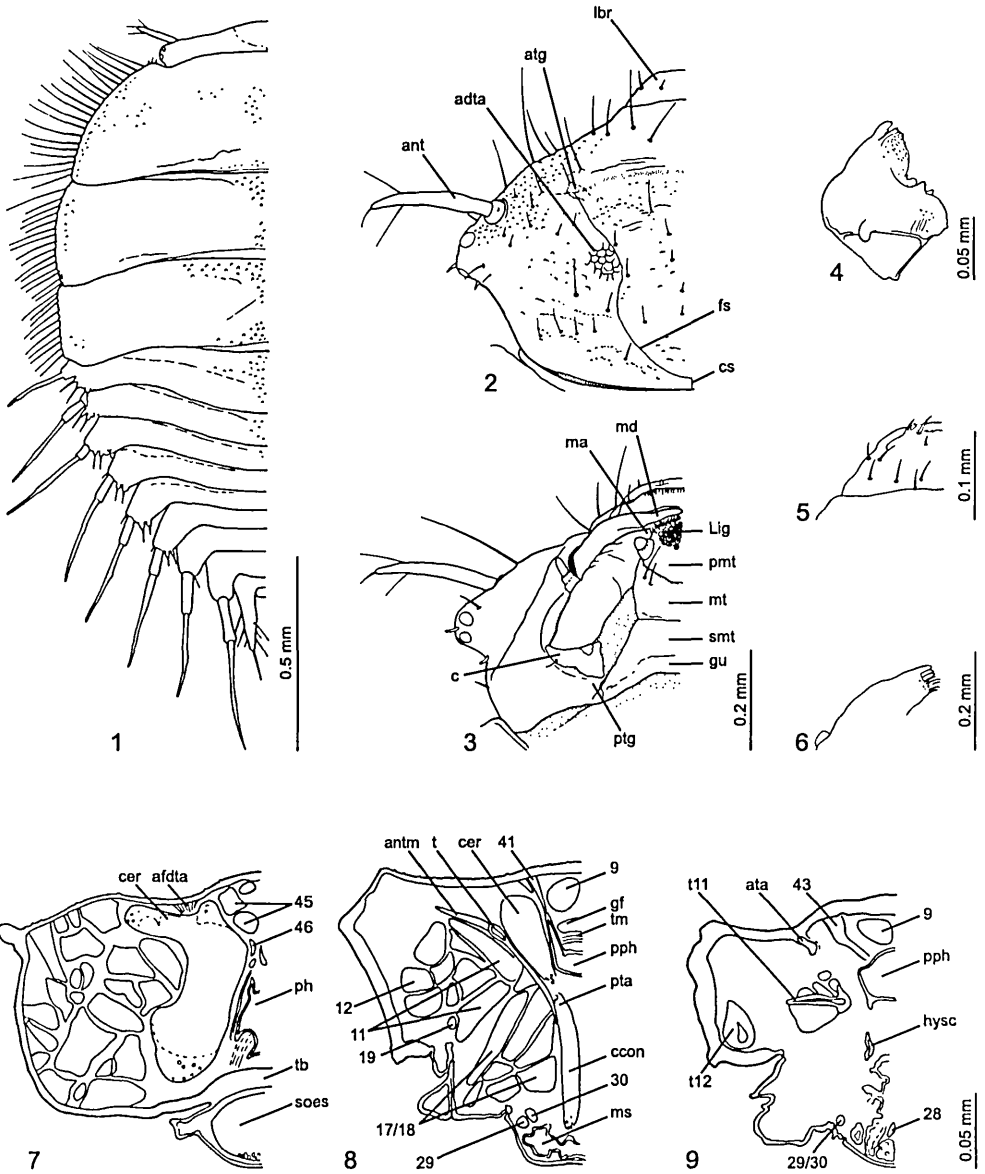 lbr
atg
adta
ant
fs
cs
0.5 mm
1
2
4
0.05 mm
md
ma
Lig
pmt
mt
smt
gu
c
ptg
0.2 mm
3
5
0.1 mm
6
0.2 mm
cer afdta
45
46
ph
tb
soes
7
antm t cer 41
9
gf
tm
pph
pta
12
11
19
ccon
30
17/18
ms
29
8
t11 ata 43
9
pph
hysc
t12
28
29/30
9
0.05 mm